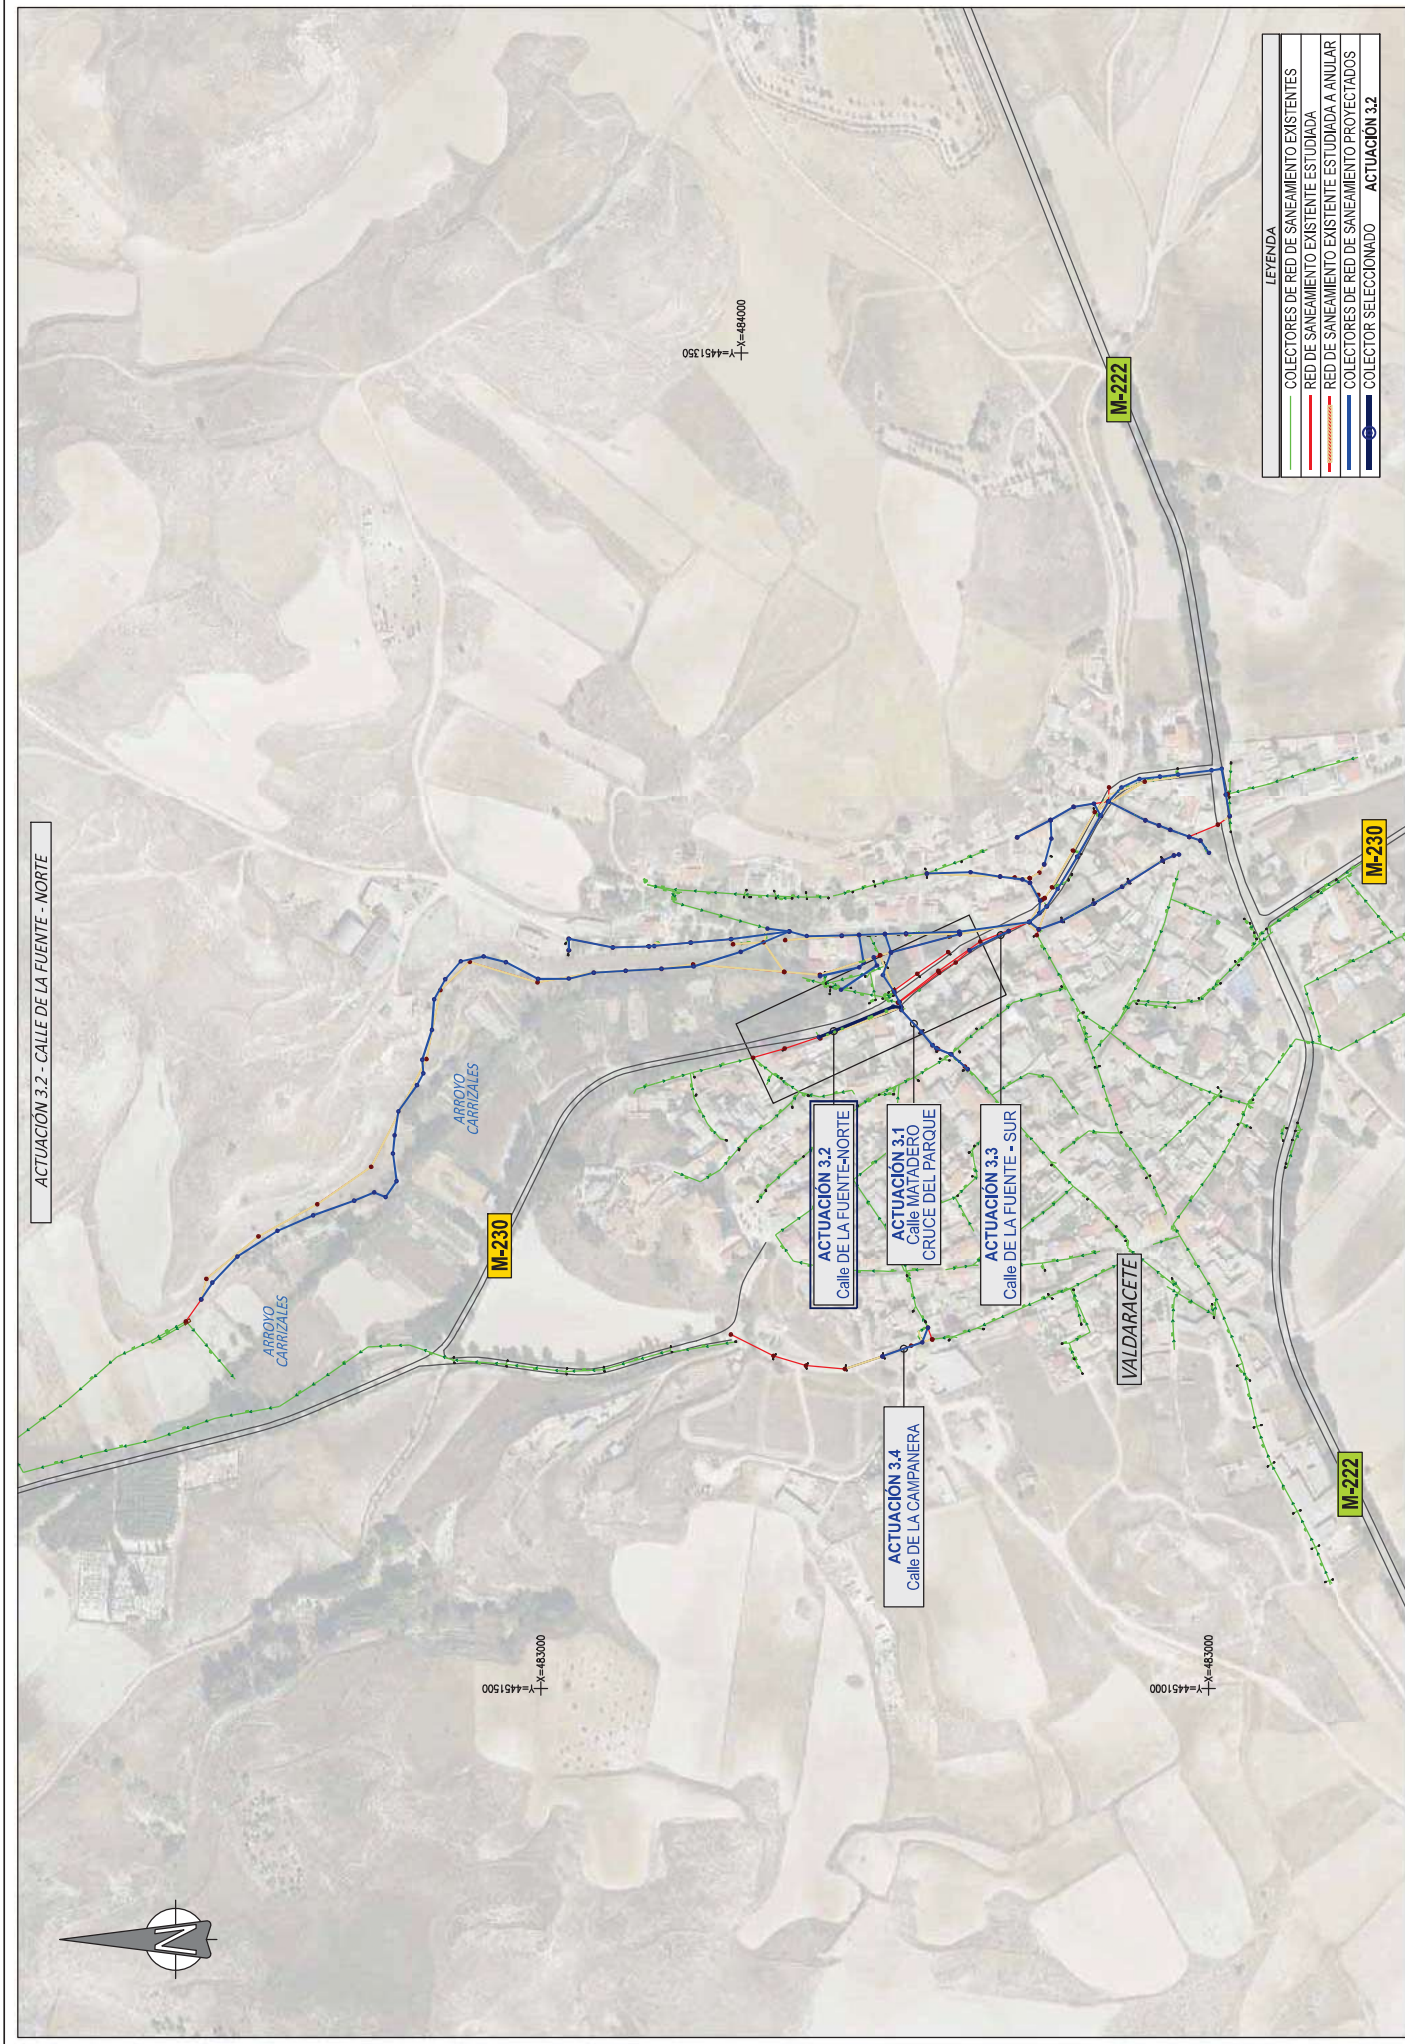 ACTUACIÓN 3.2 - CALLE DE LA FUENTE - NORTE
ARROYO
CARRIZALES
ARROYO
CARRIZALES
M-230
M-222
M-230
M-222
Y=4451350
X=484000
Y=4451500
X=483000
Y=4451000
X=483000
ACTUACIÓN 3.2
Calle DE LA FUENTE-NORTE
ACTUACIÓN 3.1
Calle MATADERO
CRUCE DEL PARQUE
ACTUACIÓN 3.3
Calle DE LA FUENTE - SUR
ACTUACIÓN 3.4
Calle DE LA CAMPANERA
VALDARACETE
N
LEYENDA
COLECTORES DE RED DE SANEAMIENTO EXISTENTES
RED DE SANEAMIENTO EXISTENTE ESTUDIADA
RED DE SANEAMIENTO EXISTENTE ESTUDIADA A ANULAR
COLECTORES DE RED DE SANEAMIENTO PROYECTADOS
COLECTOR SELECCIONADO ACTUACIÓN 3.2